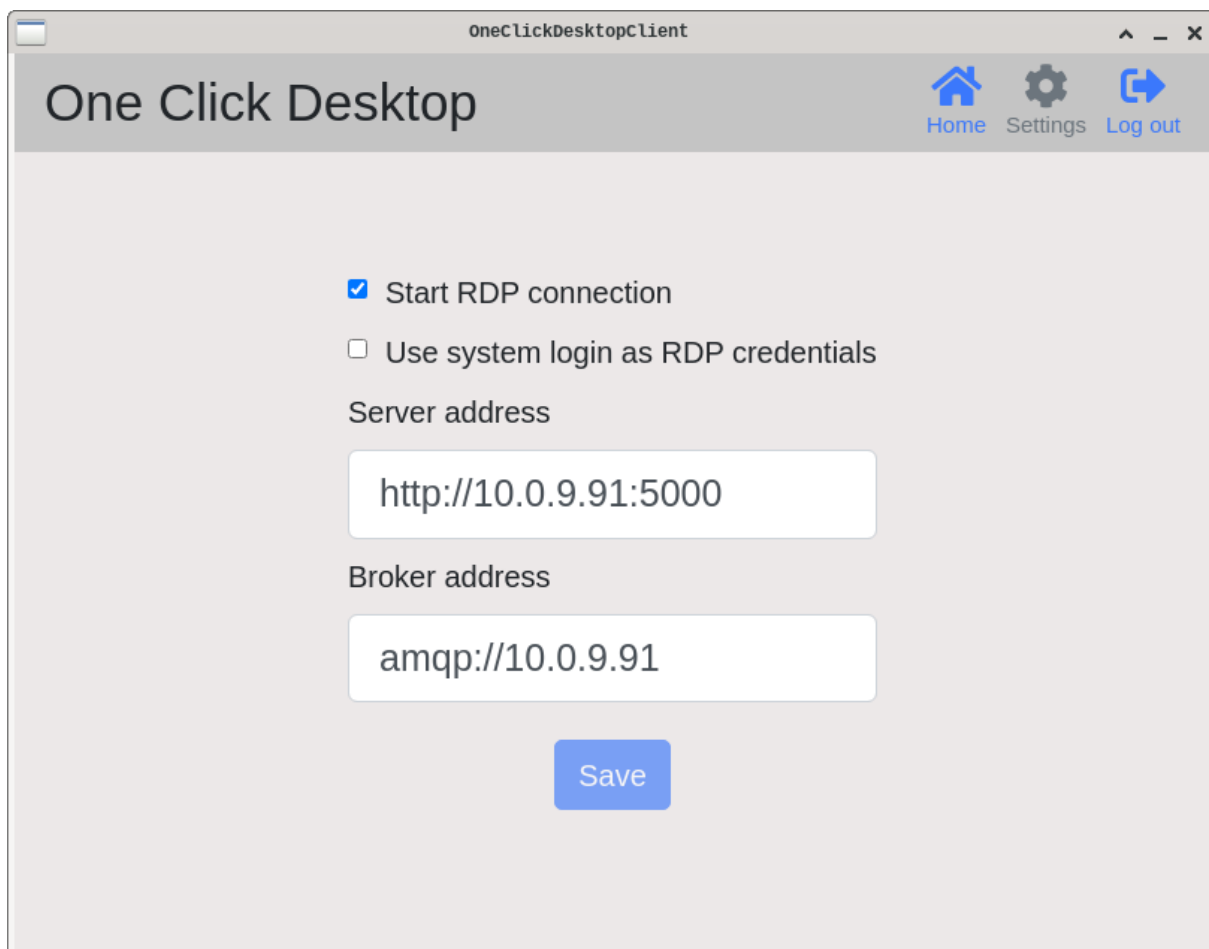 OneClickDesktopClient
One Click Desktop
Home Settings Log out
Start RDP connection
Use system login as RDP credentials
Server address
http://10.0.9.91:5000
Broker address
amqp://10.0.9.91
Save